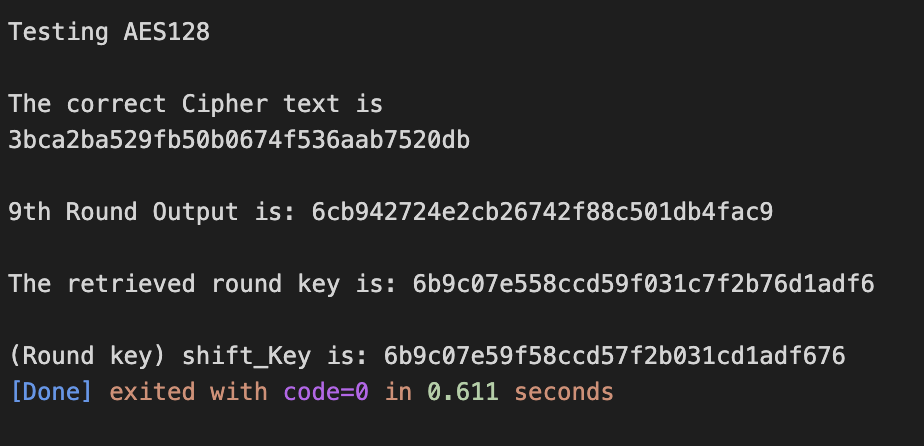 Testing AES128
The correct Cipher text is
3bca2ba529fb50b0674f536aab7520db
9th Round Output is: 6cb942724e2cb26742f88c501db4fac9
The retrieved round key is: 6b9c07e558ccd59f031c7f2b76d1adf6
(Round key) shift_Key is: 6b9c07e59f58ccd57f2b031cd1adf676
[Done] exited with code=0 in 0.611 seconds